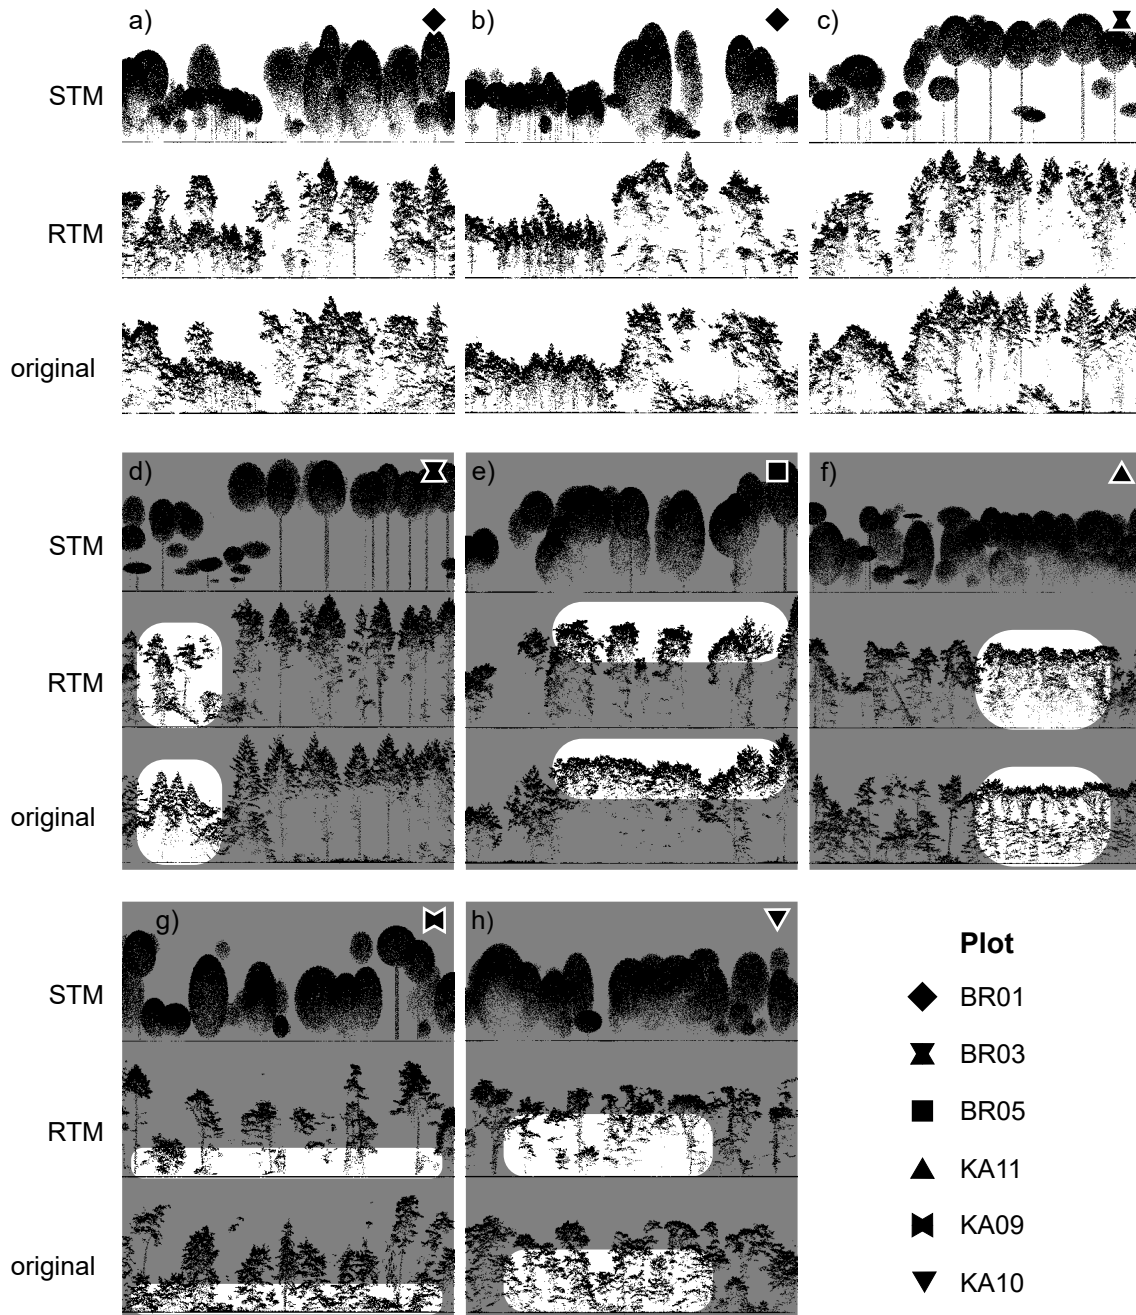 a)
b)
c)
STM
RTM
original
d)
e)
f)
STM
RTM
original
g)
h)
STM
RTM
original
Plot
BR01
BR03
BR05
KA11
KA09
KA10